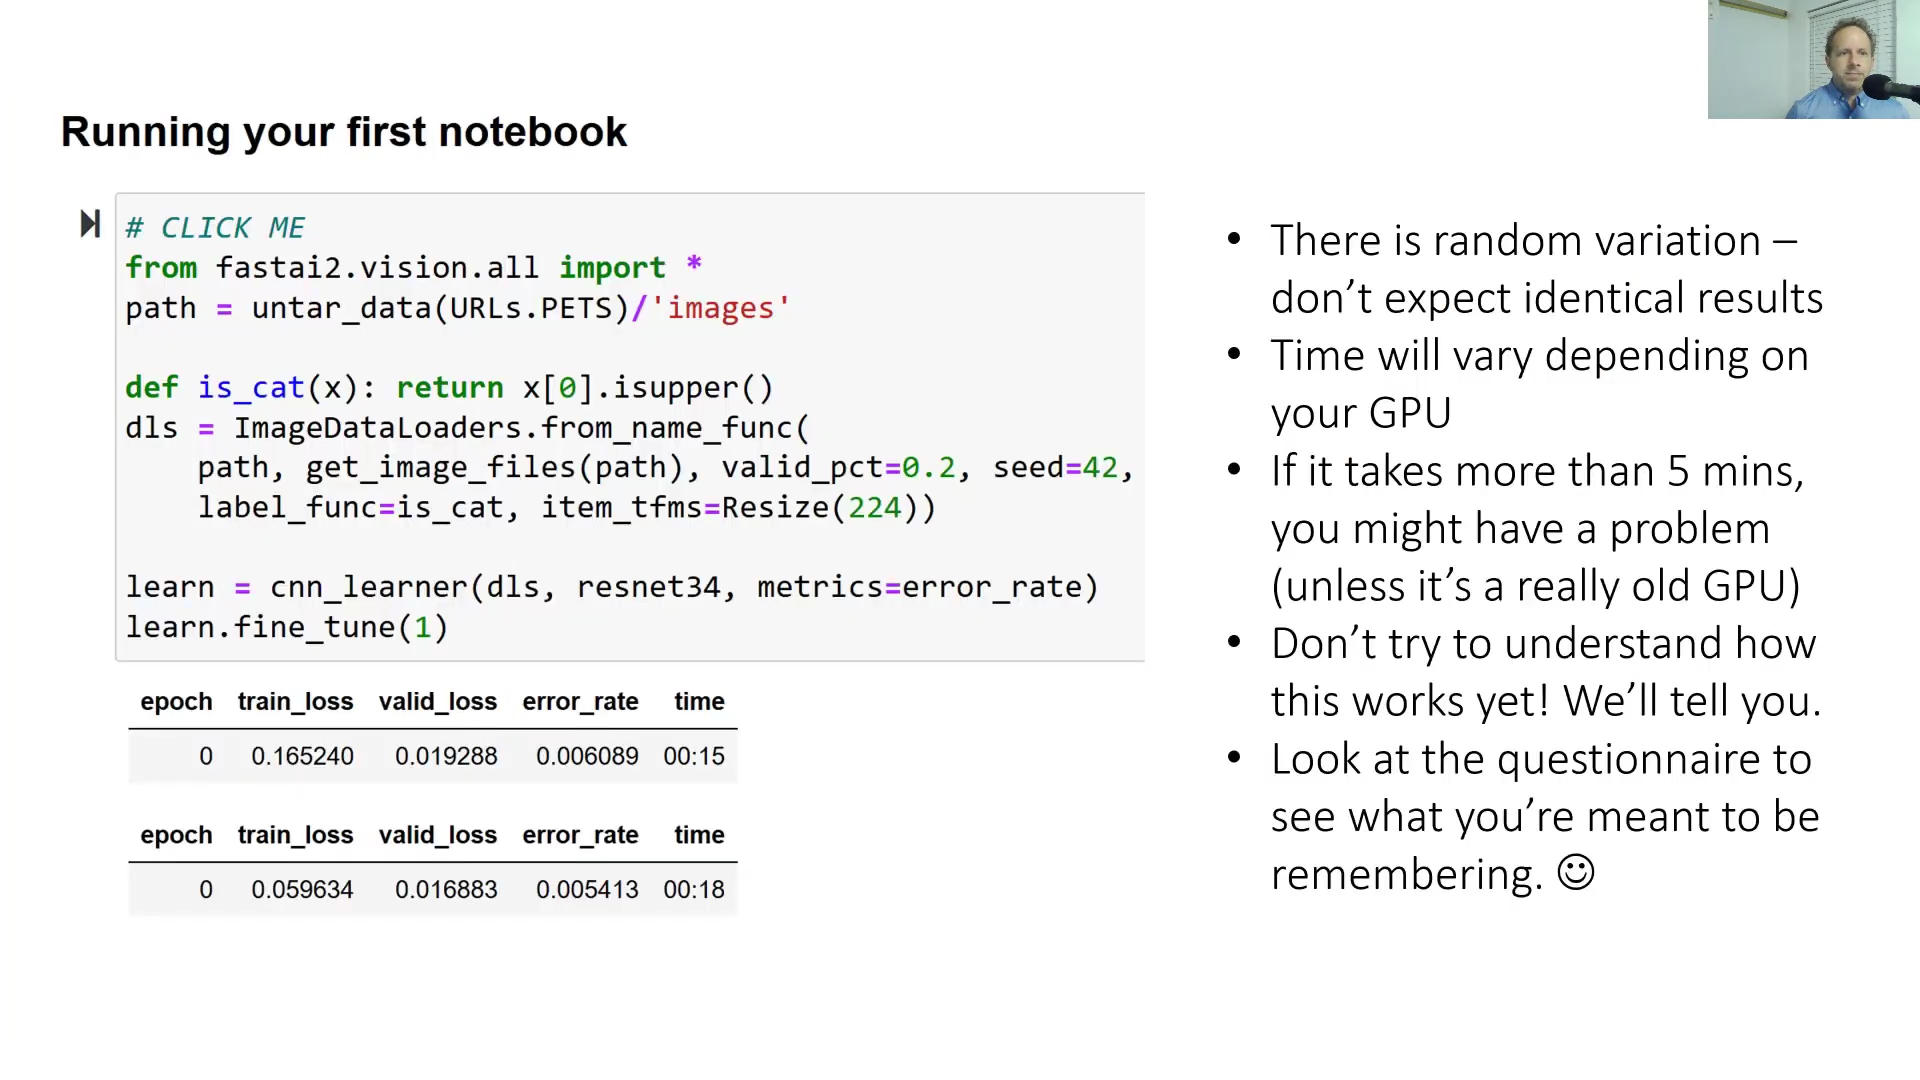 Running your first notebook
# CLICK ME
from fastai2.vision.all import *
path = untar_data(URLs.PETS)/'images'
def is_cat(x): return x[0].isupper()
dls = ImageDataLoaders.from_name_func(
    path, get_image_files(path), valid_pct=0.2, seed=42,
    label_func=is_cat, item_tfms=Resize(224))
learn = cnn_learner(dls, resnet34, metrics=error_rate)
learn.fine_tune(1)
epoch train_loss valid_loss error_rate time
0 0.165240 0.019288 0.006089 00:15
epoch train_loss valid_loss error_rate time
0 0.059634 0.016883 0.005413 00:18
• There is random variation –
don’t expect identical results
• Time will vary depending on
your GPU
• If it takes more than 5 mins,
you might have a problem
(unless it’s a really old GPU)
• Don’t try to understand how
this works yet! We’ll tell you.
• Look at the questionnaire to
see what you’re meant to be
remembering. ☺